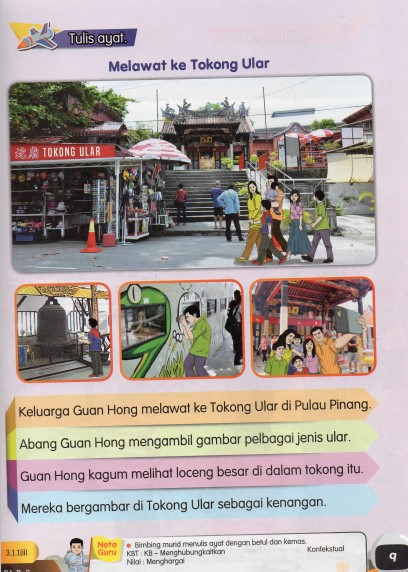 Tulis ayat.
Melawat ke Tokong Ular
TOKONG ULAR
Keluarga Guan Hong melawat ke Tokong Ular di Pulau Pinang.
Abang Guan Hong mengambil gambar pelbagai jenis ular.
Guan Hong kagum melihat loceng besar di dalam tokong itu.
Mereka bergambar di Tokong Ular sebagai kenangan.
3.1.1(ii)
Nota Guru
• Bimbing murid menulis ayat dengan betul dan kemas.
KBT : KB – Menghubungkaitkan
Kontekstual
Nilai : Menghargai
9